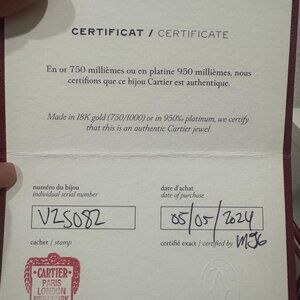 CERTIFICAT / CERTIFICATE
En or 750 millièmes ou en platine 950 millièmes, nous
certifions que ce bijou Cartier est authentique.
Made in 18K gold (750/1000) or in 950‰ platinum, we certify
that this is an authentic Cartier jewel.
numéro du bijou
individual serial number
date d'achat
date of purchase
VZS082
05/05/2024
cachet / stamp
certifié exact / certified by
CARTIER
PARIS
LONDON
NEW YORK